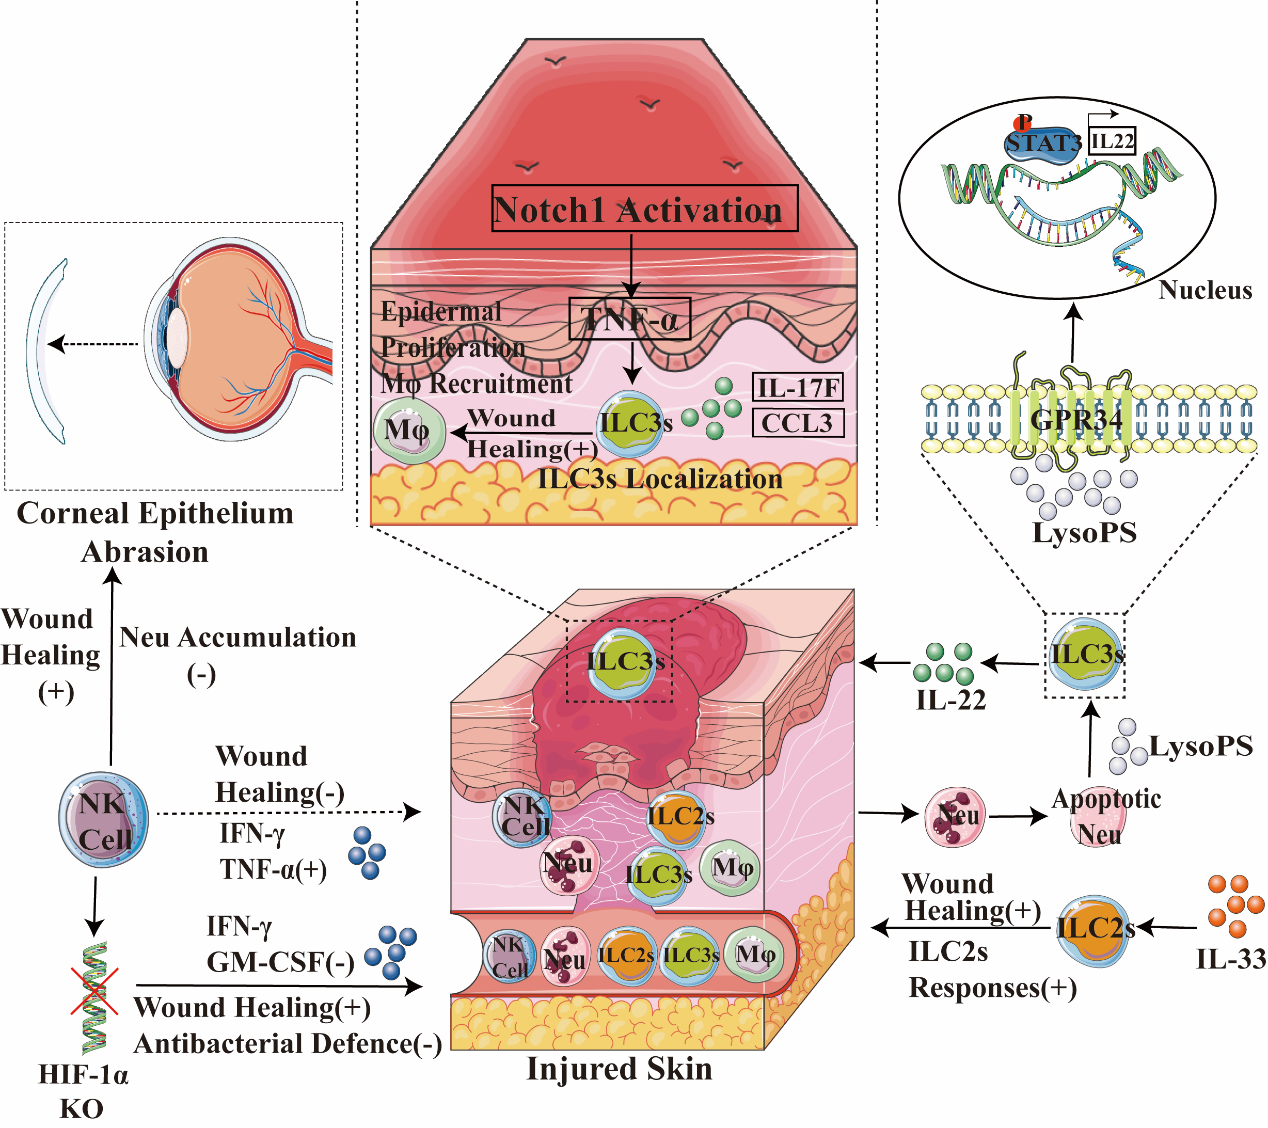 P
STAT3
IL22
Nucleus
Notch1 Activation
TNF-α
Epidermal
Proliferation
Mφ Recruitment
IL-17F
CCL3
Mφ
Wound
Healing(+)
ILC3s
ILC3s Localization
GPR34
LysoPS
Corneal Epithelium
Abrasion
Wound
Healing
(+)
Neu Accumulation
(-)
ILC3s
IL-22
ILC3s
LysoPS
NK
Cell
Wound
Healing(-)
IFN-γ
TNF-α(+)
NK
Cell
ILC2s
Neu
ILC3s
Mφ
Neu
Apoptotic
Neu
IFN-γ
GM-CSF(-)
Wound Healing(+)
Antibacterial Defence(-)
HIF-1α
KO
NK
Cell
Neu
ILC2s
ILC3s
Mφ
Wound
Healing(+)
ILC2s
Responses(+)
ILC2s
IL-33
Injured Skin